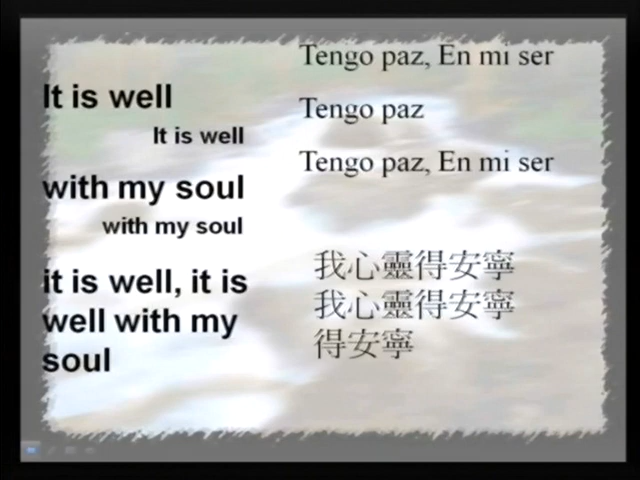 It is well
It is well
with my soul
with my soul
it is well, it is
well with my
soul
Tengo paz, En mi ser
Tengo paz
Tengo paz, En mi ser
我心靈得安寧
我心靈得安寧
得安寧